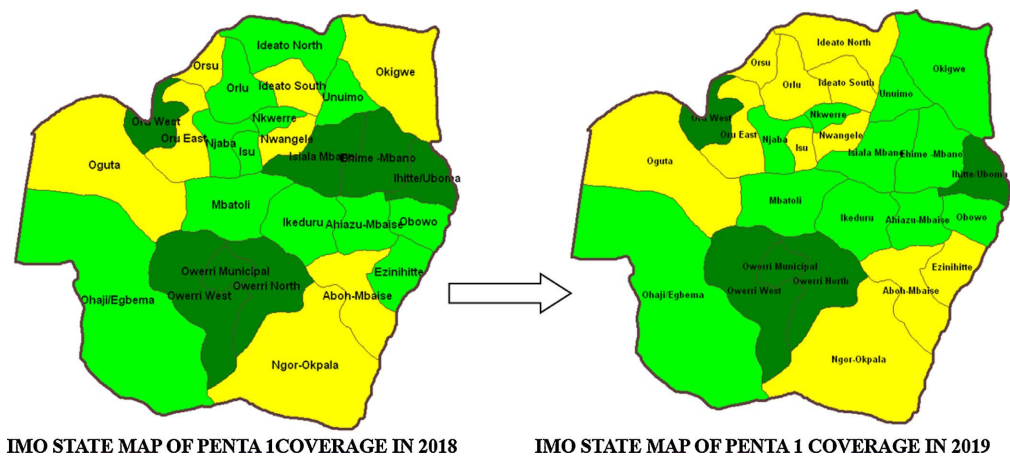 Ideato North
Orsu
Okigwe
Orlu
Ideato South
Unuimo
Oru West
Nkwerre
Oru East
Njaba
Isu
Nwangele
Isiala Mbano
Ehime -Mbano
Oguta
Ihitte/Uboma
Mbatoli
Ikeduru
Ahiazu-Mbaise
Obowo
Owerri Municipal
Ezinihitte
Owerri West
Owerri North
Ohaji/Egbema
Aboh-Mbaise
Ngor-Okpala
IMO STATE MAP OF PENTA 1COVERAGE IN 2018
Ideato North
Orsu
Okigwe
Orlu
Ideato South
Unuimo
Oru West
Nkwerre
Oru East
Njaba
Isu
Nwangele
Isiala Mbano
Ehime -Mbano
Oguta
Ihitte/Uboma
Mbatoli
Ikeduru
Ahiazu-Mbaise
Obowo
Owerri Municipal
Ezinihitte
Owerri West
Owerri North
Ohaji/Egbema
Aboh-Mbaise
Ngor-Okpala
IMO STATE MAP OF PENTA 1 COVERAGE IN 2019